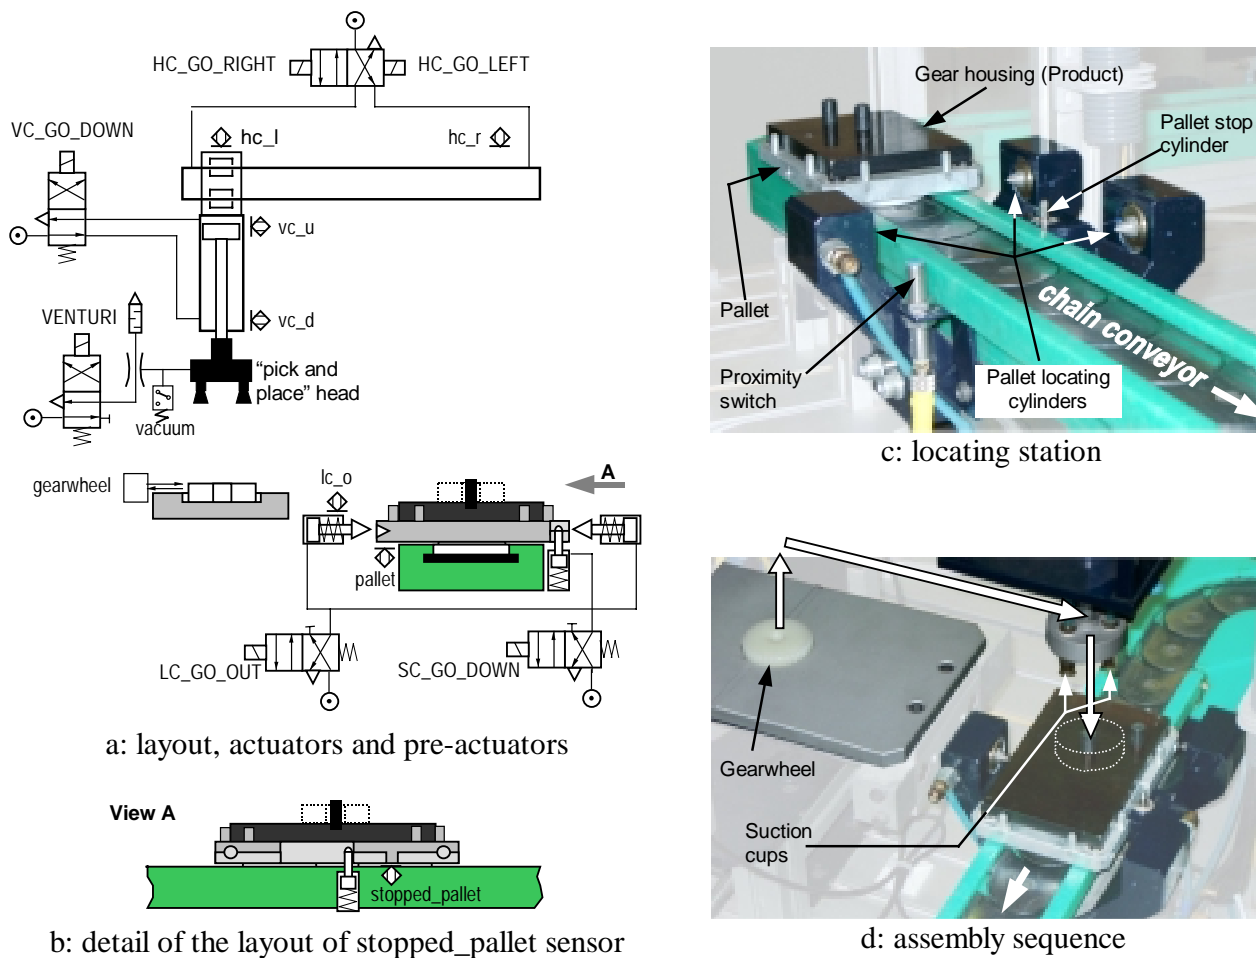 HC_GO_RIGHT
HC_GO_LEFT
VC_GO_DOWN
hc_l
hc_r
vc_u
VENTURI
vc_d
"pick and
place" head
vacuum
gearwheel
lc_o
A
pallet
LC_GO_OUT
SC_GO_DOWN
a: layout, actuators and pre-actuators
View A
stopped_pallet
b: detail of the layout of stopped_pallet sensor
Gear housing (Product)
Pallet stop
cylinder
Pallet
Proximity
switch
Pallet locating
cylinders
chain conveyor
c: locating station
Gearwheel
Suction
cups
d: assembly sequence